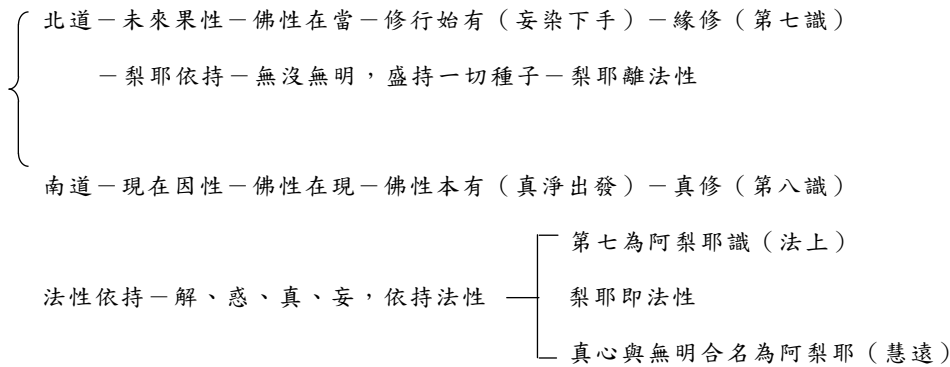 北道－未來果性－佛性在當－修行始有（妄染下手）－緣修（第七識）
－梨耶依持－無沒無明，盛持一切種子－梨耶離法性
南道－現在因性－佛性在現－佛性本有（真淨出發）－真修（第八識）
第七為阿梨耶識（法上）
法性依持－解、惑、真、妄，依持法性
梨耶即法性
真心與無明合名為阿梨耶（慧遠）